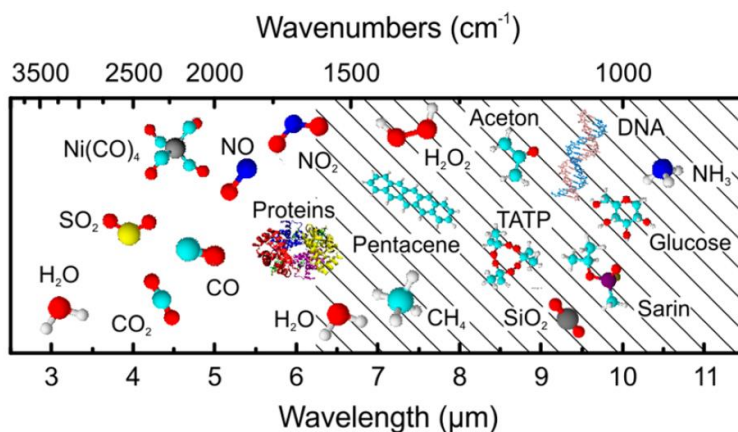 Wavenumbers (cm⁻¹)
3500 2500 2000 1500 1000
Ni(CO)₄
NO
NO₂
H₂O₂
Aceton
DNA
NH₃
SO₂
Proteins
Pentacene
TATP
Glucose
H₂O
CO
CO₂
H₂O
CH₄
SiO₂
Sarin
3 4 5 6 7 8 9 10 11
Wavelength (μm)